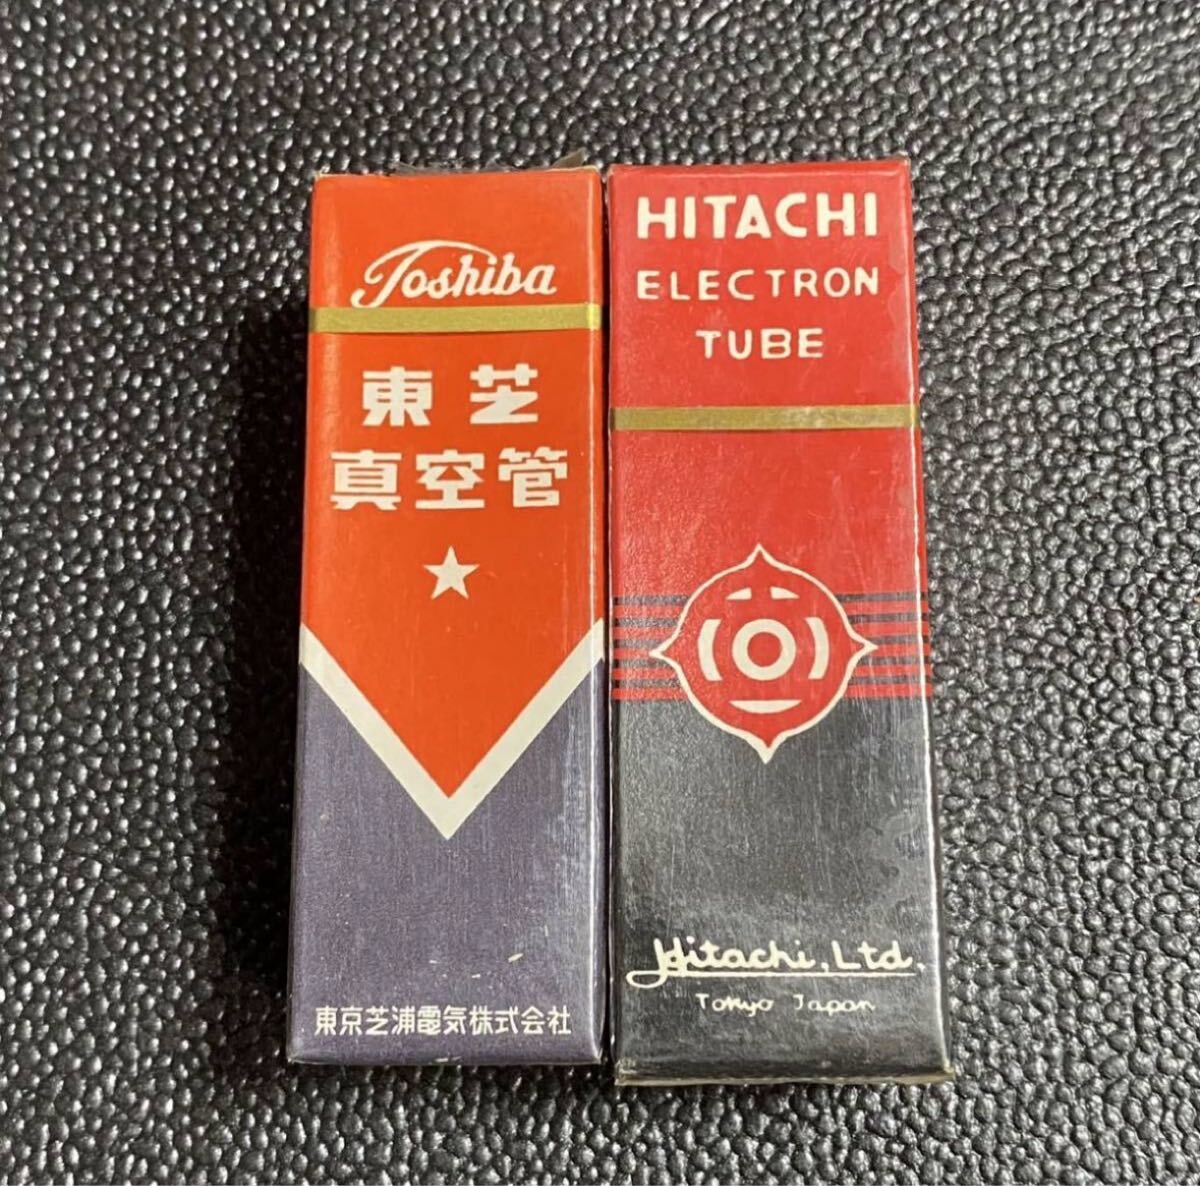 Toshiba
東芝
真空管
東京芝浦電気株式会社
HITACHI
ELECTRON
TUBE
Hitachi, Ltd.
Tokyo Japan